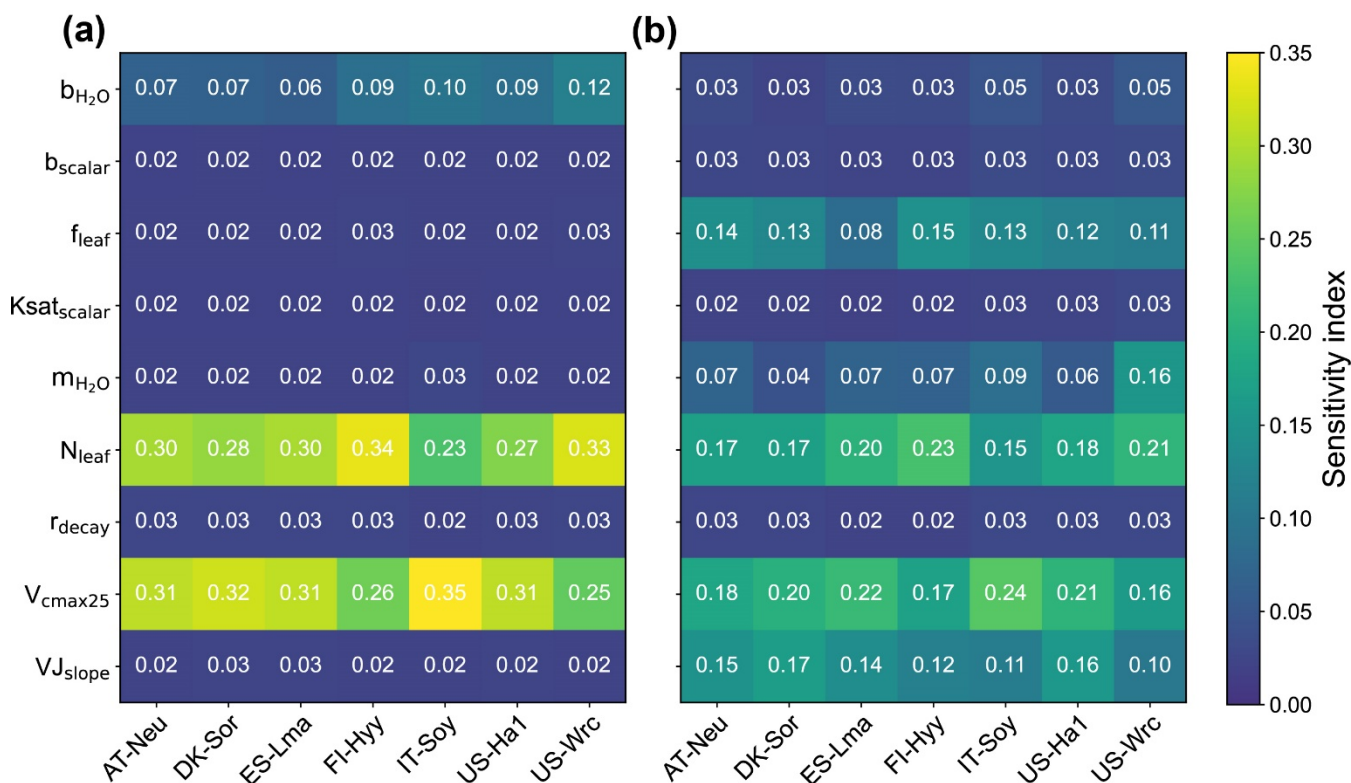 (a) (b)
b_H₂O 0.07 0.07 0.06 0.09 0.10 0.09 0.12 0.03 0.03 0.03 0.03 0.05 0.03 0.05
b_scalar 0.02 0.02 0.02 0.02 0.02 0.02 0.02 0.03 0.03 0.03 0.03 0.03 0.03 0.03
f_leaf 0.02 0.02 0.02 0.03 0.02 0.02 0.03 0.14 0.13 0.08 0.15 0.13 0.12 0.11
Ksat_scalar 0.02 0.02 0.02 0.02 0.02 0.02 0.02 0.02 0.02 0.02 0.02 0.03 0.03 0.03
m_H₂O 0.02 0.02 0.02 0.02 0.03 0.02 0.02 0.07 0.04 0.07 0.07 0.09 0.06 0.16
N_leaf 0.30 0.28 0.30 0.34 0.23 0.27 0.33 0.17 0.17 0.20 0.23 0.15 0.18 0.21
r_decay 0.03 0.03 0.03 0.03 0.02 0.03 0.03 0.03 0.03 0.02 0.02 0.03 0.03 0.03
V_cmax25 0.31 0.32 0.31 0.26 0.35 0.31 0.25 0.18 0.20 0.22 0.17 0.24 0.21 0.16
VJ_slope 0.02 0.03 0.03 0.02 0.02 0.02 0.02 0.15 0.17 0.14 0.12 0.11 0.16 0.10
AT-Neu DK-Sor ES-Lma FI-Hyy IT-Soy US-Ha1 US-Wrc AT-Neu DK-Sor ES-Lma FI-Hyy IT-Soy US-Ha1 US-Wrc
0.35
0.30
0.25
0.20
0.15
0.10
0.05
0.00
Sensitivity index